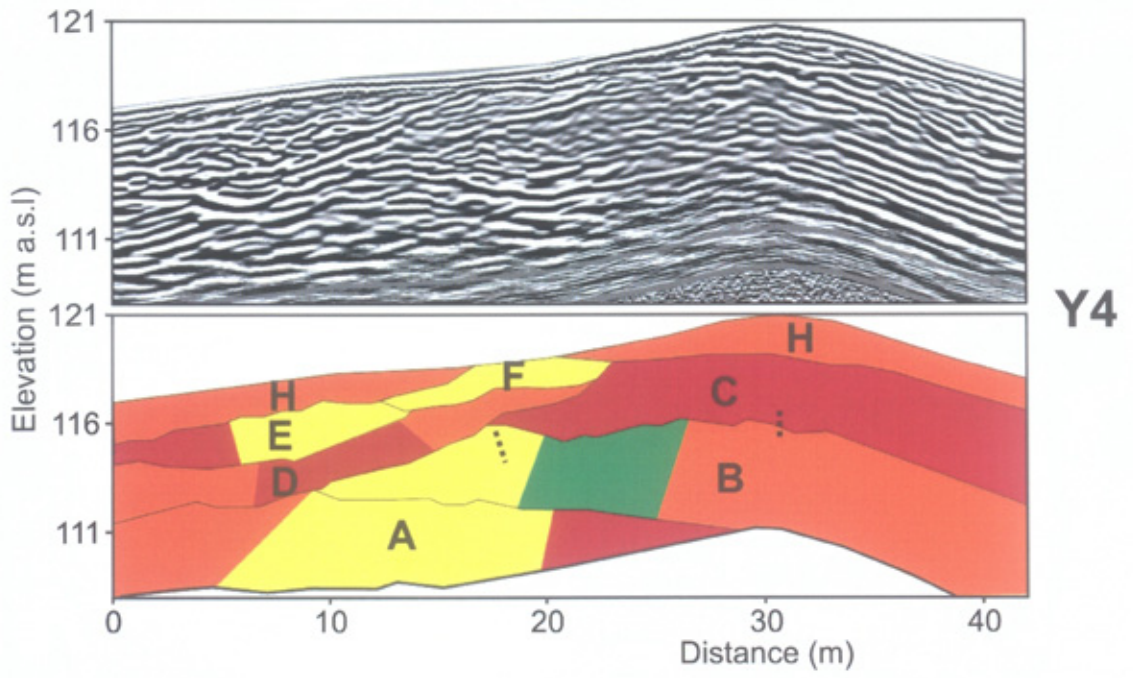 121
116
111
121
116
111
Elevation (m a.s.l)
H
F
H
C
E
D
B
A
0 10 20 30 40
Distance (m)
Y4